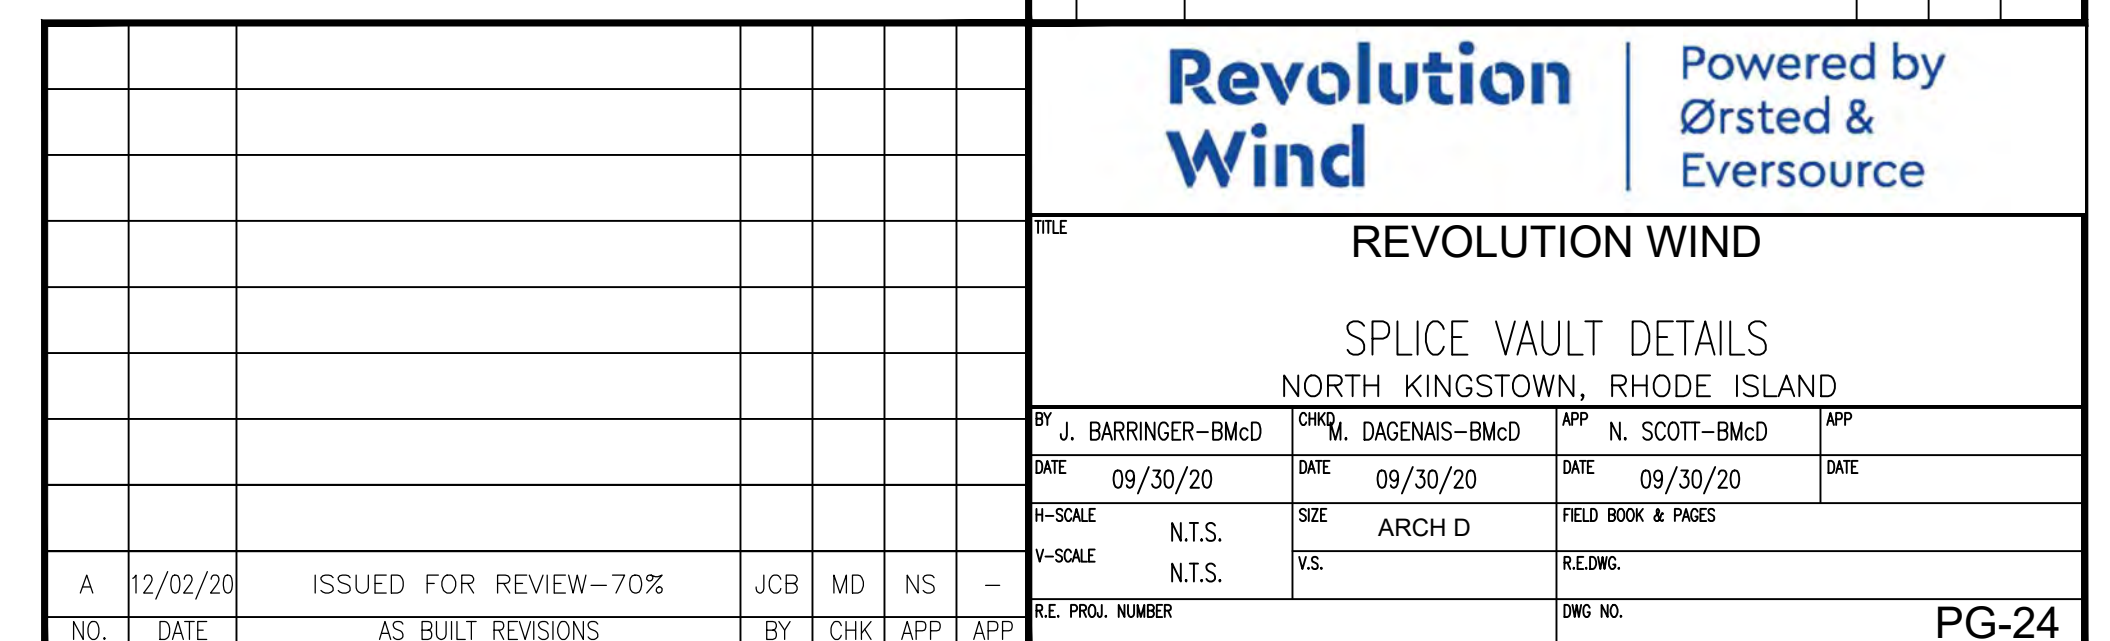 Revolution
Wind
Powered by
Ørsted &
Eversource
TITLE
REVOLUTION WIND
SPLICE VAULT DETAILS
NORTH KINGSTOWN, RHODE ISLAND
BY J. BARRINGER-BMcD CHKD M. DAGENAIS-BMcD APP N. SCOTT-BMcD APP
DATE 09/30/20 DATE 09/30/20 DATE 09/30/20 DATE
H-SCALE N.T.S. SIZE ARCH D FIELD BOOK & PAGES
V-SCALE N.T.S. V.S. R.E.DWG.
R.E. PROJ. NUMBER DWG NO. PG-24
A 12/02/20 ISSUED FOR REVIEW-70% JCB MD NS -
NO. DATE AS BUILT REVISIONS BY CHK APP APP